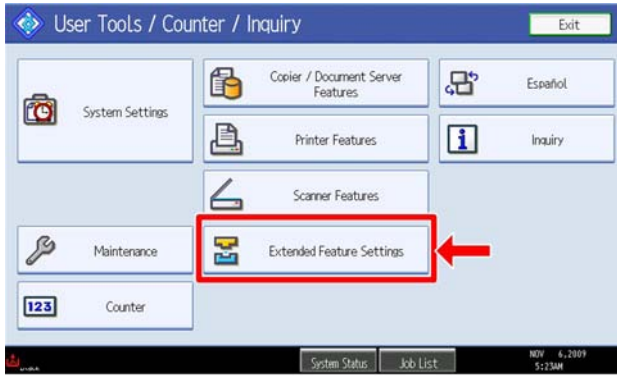 User Tools / Counter / Inquiry
Exit
System Settings
Copier / Document Server
Features
Español
Printer Features
Inquiry
Scanner Features
Maintenance
Extended Feature Settings
123
Counter
System Status
Job List
NOV 6,2009
5:23AM